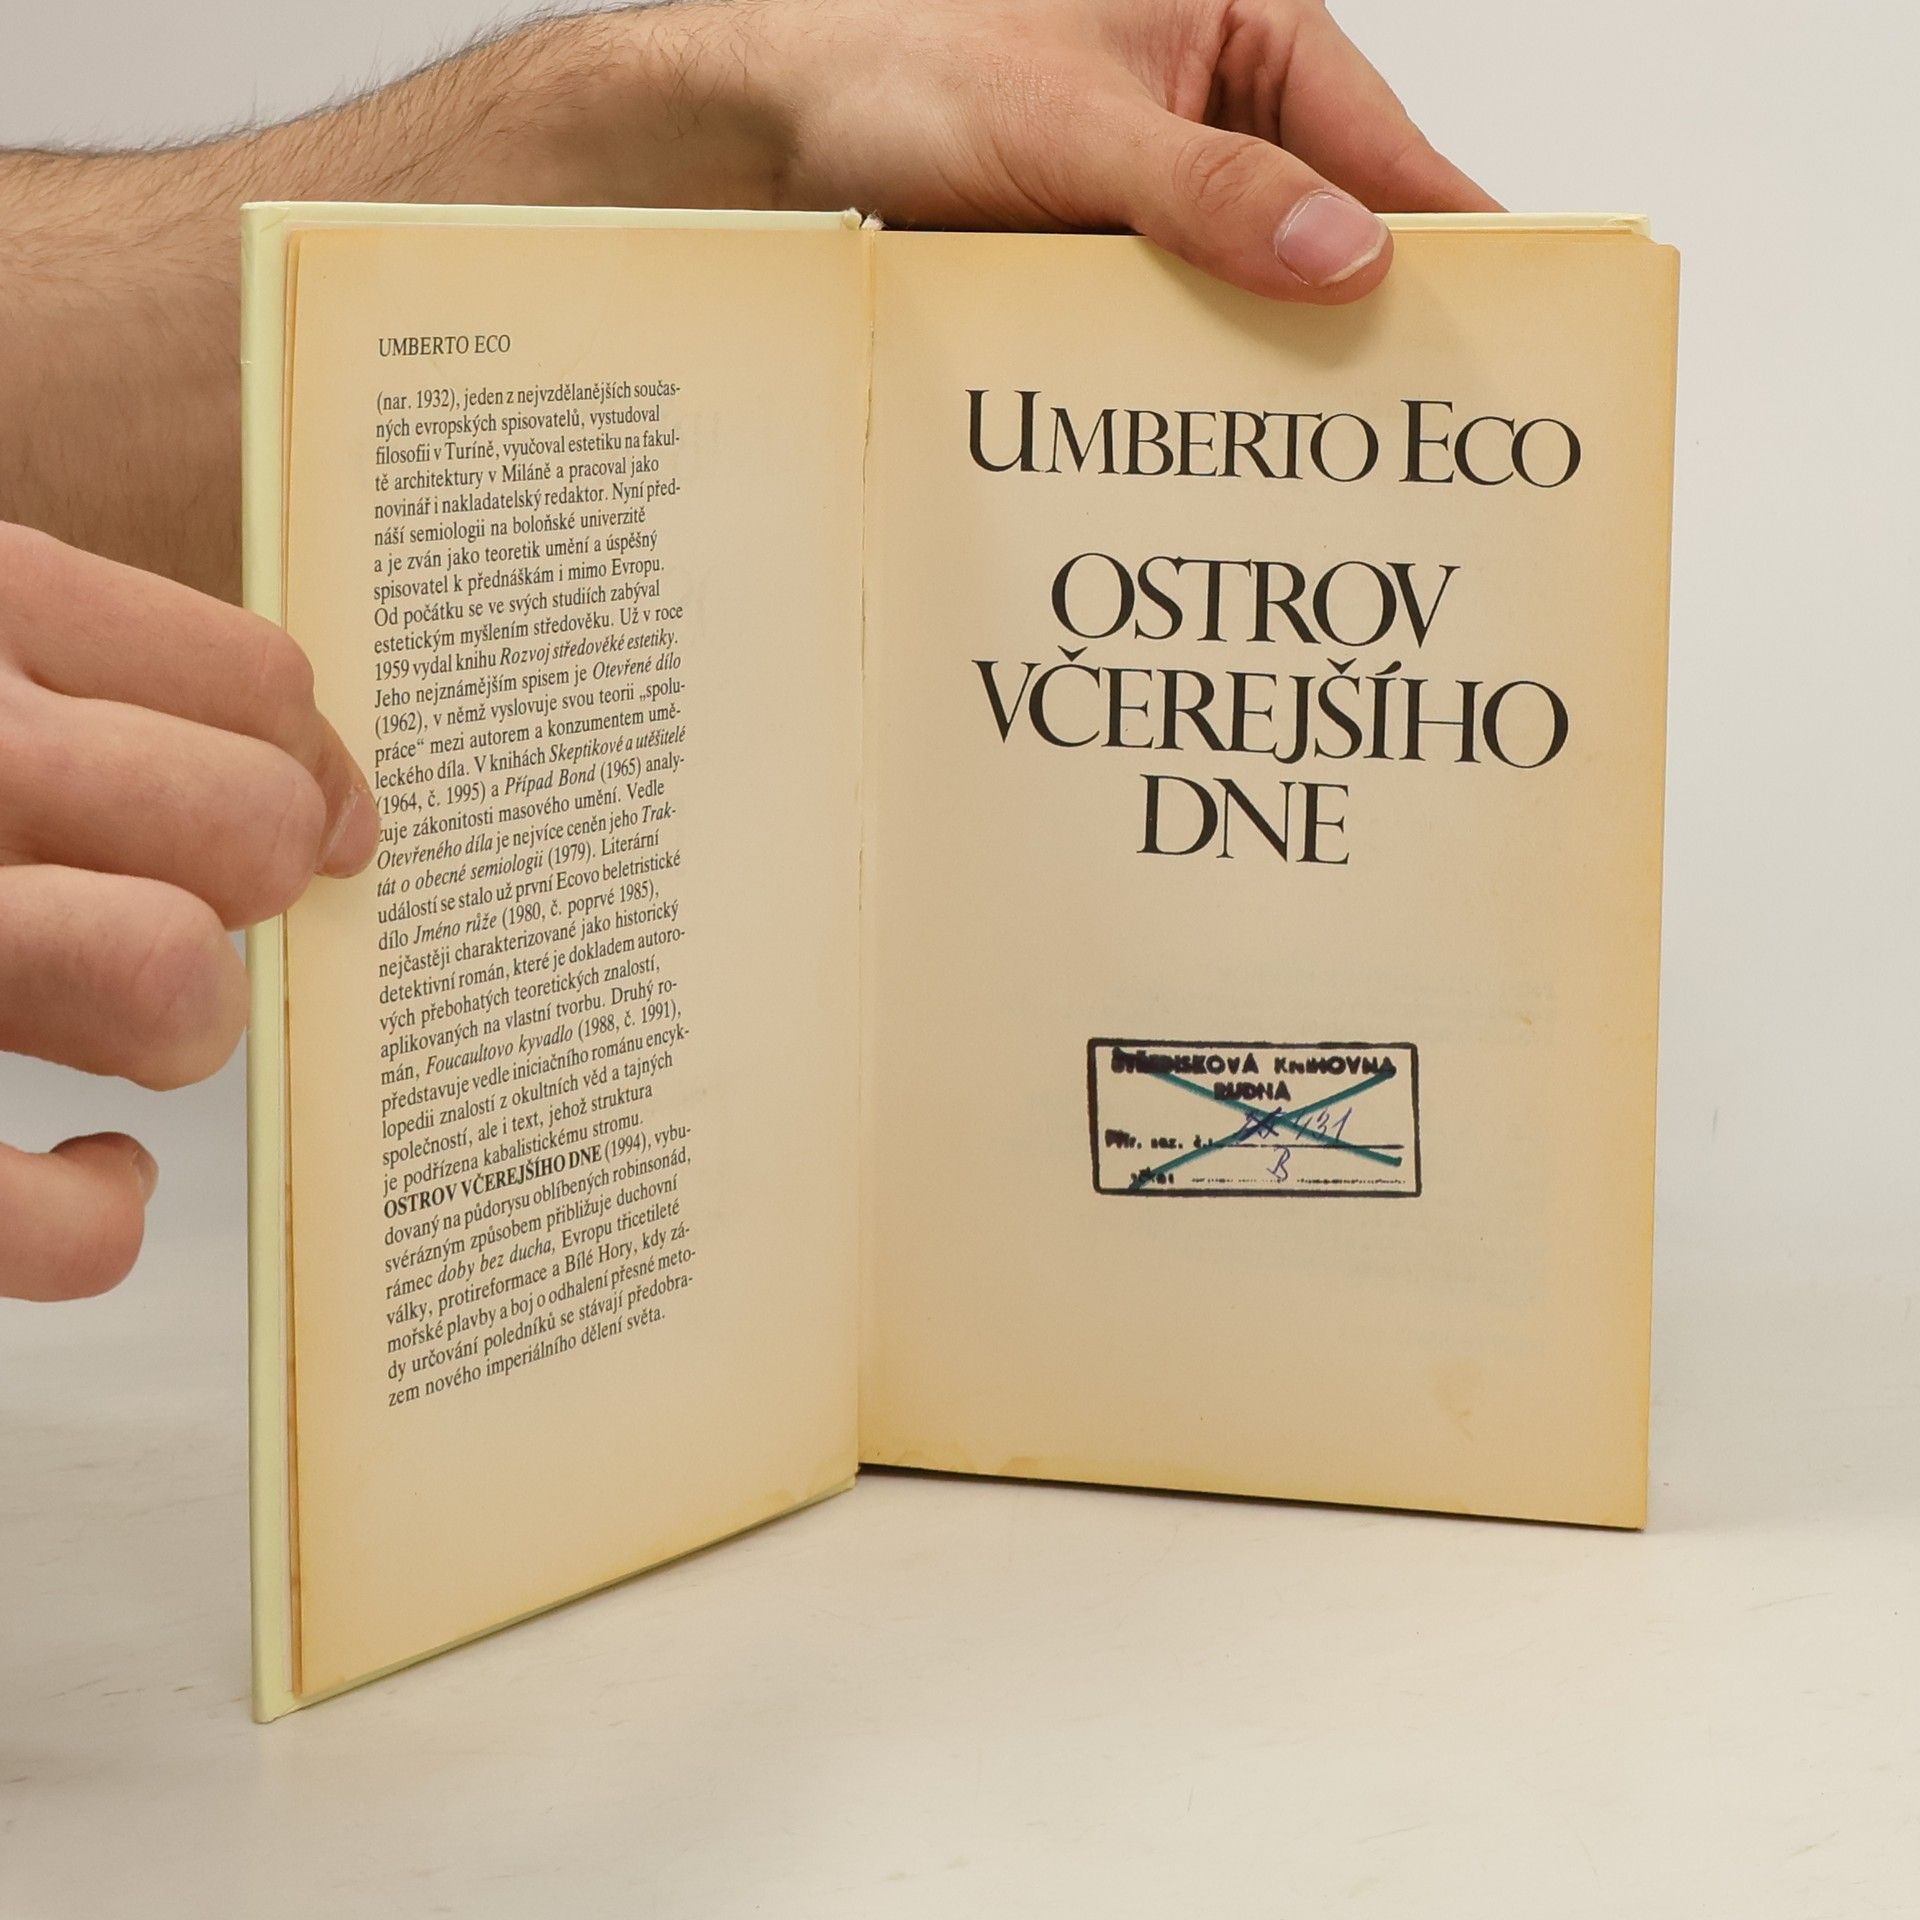 UMBERTO ECO
(nar. 1932), jeden z nejvzdělanějších součas-
ných evropských spisovatelů, vystudoval
filosofii v Turíně, vyučoval estetiku na fakul-
tě architektury v Miláně a pracoval jako
novinář i nakladatelský redaktor. Nyní před-
náší semiologii na boloňské univerzitě
a je zván jako teoretik umění a úspěšný
spisovatel k přednáškám i mimo Evropu.
Od počátku se ve svých studiích zabýval
estetickým myšlením středověku. Už v roce
1959 vydal knihu Rozvoj středověké estetiky.
Jeho nejznámějším spisem je Otevřené dílo
(1962), v němž vyslovuje svou teorii „spolu-
práce“ mezi autorem a konzumentem umě-
leckého díla. V knihách Skeptikové a utěšitelé
(1964, č. 1995) a Případ Bond (1965) analy-
zuje zákonitosti masového umění. Vedle
Otevřeného díla je nejvíce ceněn jeho Trak-
tát o obecné semiologii (1979). Literární
událostí se stalo už první Ecovo beletristické
dílo Jméno růže (1980, č. poprvé 1985),
nejčastěji charakterizované jako historický
detektivní román, které je dokladem autoro-
vých přebohatých teoretických znalostí,
aplikovaných na vlastní tvorbu. Druhý ro-
mán, Foucaultovo kyvadlo (1988, č. 1991),
představuje vedle iniciačního románu encyk-
lopedii znalostí z okultních věd a tajných
společností, ale i text, jehož struktura
je podřízena kabalistickému stromu.
OSTROV VČEREJŠÍHO DNE (1994), vybu-
dovaný na půdorysu oblíbených robinsonád,
svérázným způsobem přibližuje duchovní
rámec doby bez ducha, Evropu třicetileté
války, protireformace a Bílé Hory, kdy zá-
mořské plavby a boj o odhalení přesné meto-
dy určování poledníků se stávají předobra-
zem nového imperiálního dělení světa.
UMBERTO ECO
OSTROV
VČEREJŠÍHO
DNE
STŘEDISKOVÁ KNIHOVNA
RUDNÁ
Přír. sez. č.:
B